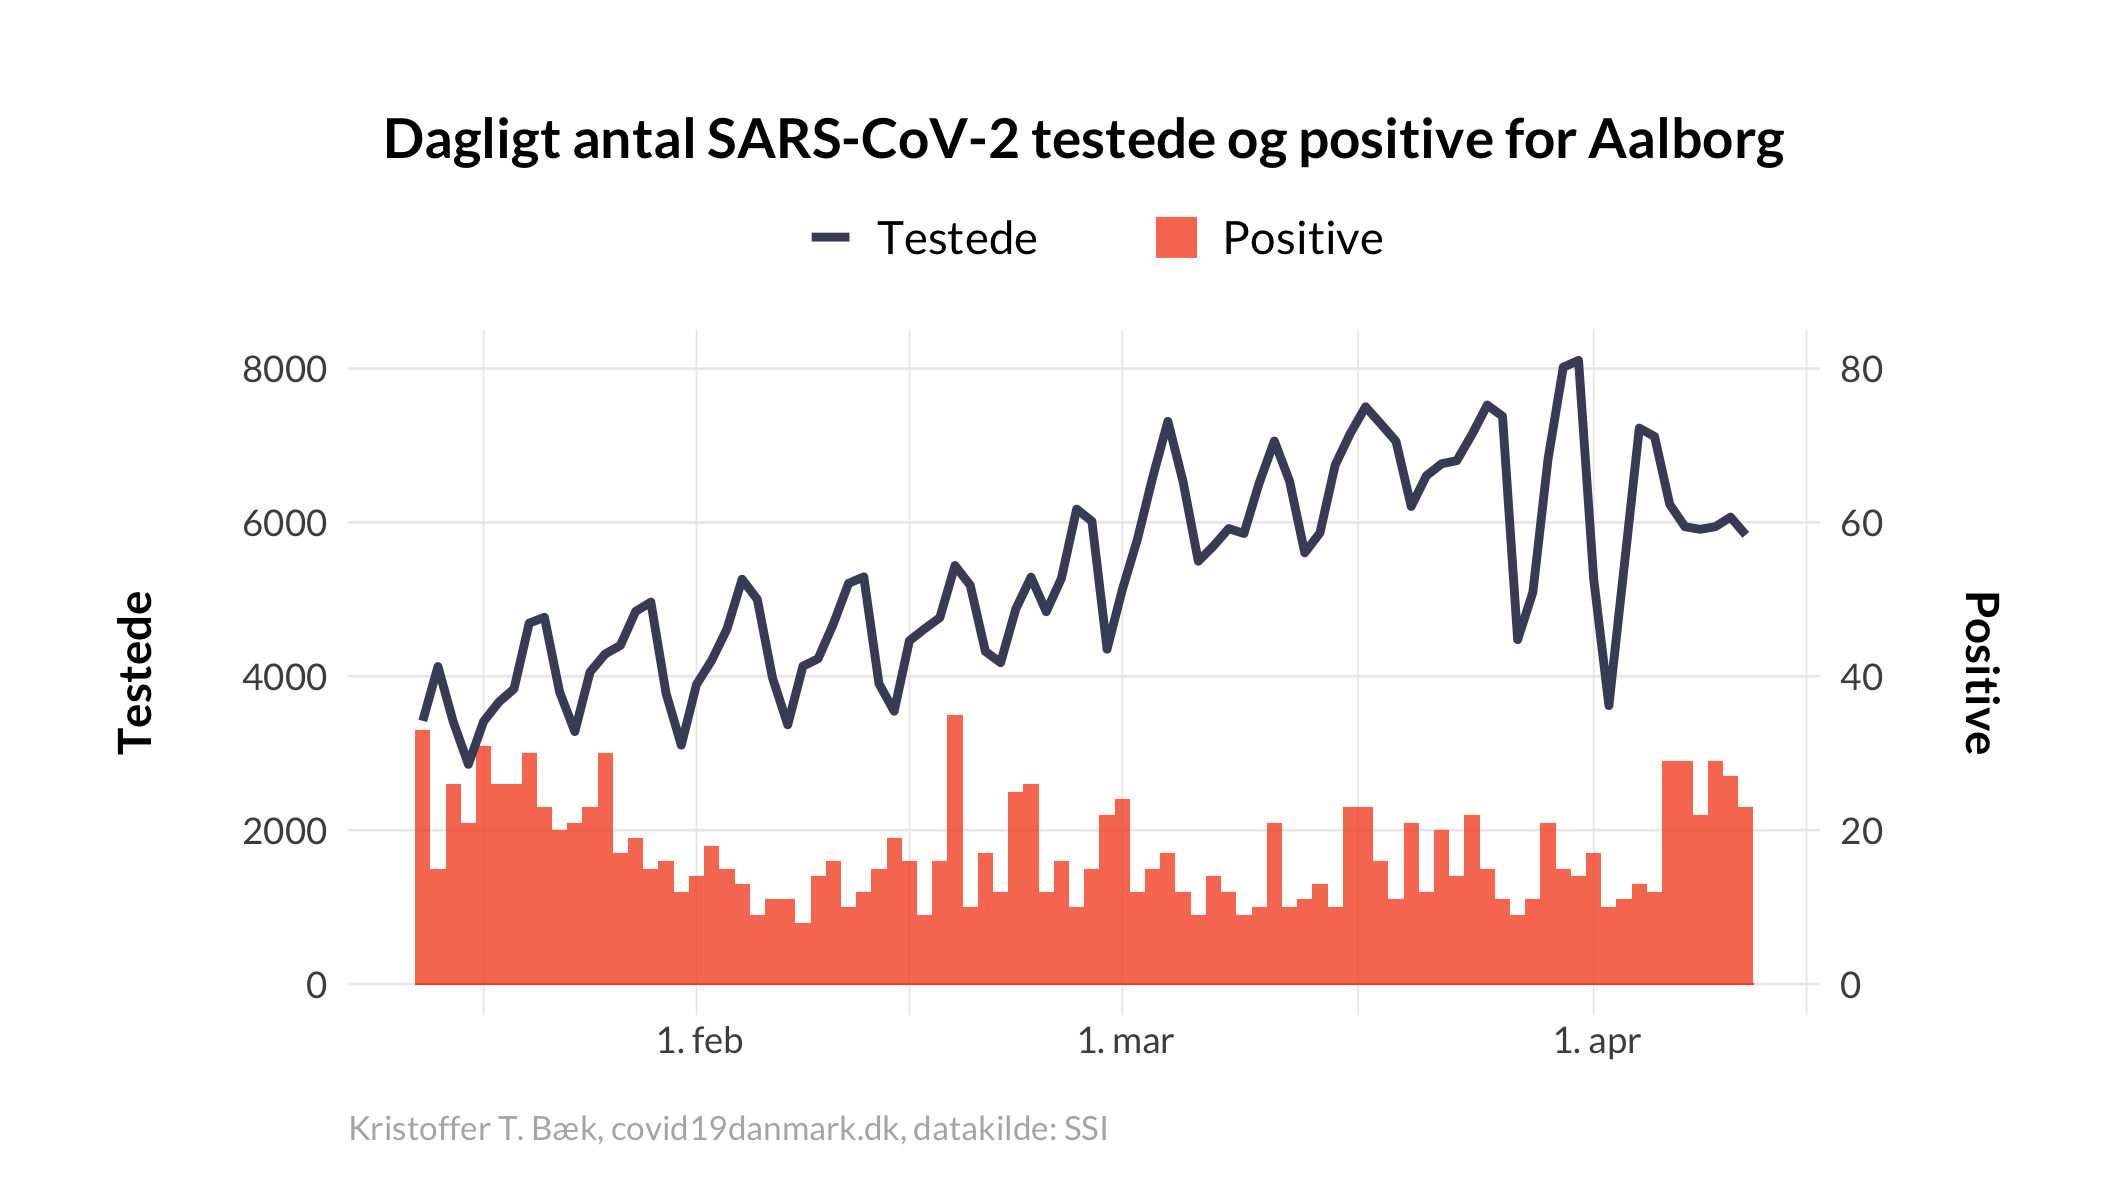 Dagligt antal SARS-CoV-2 testede og positive for Aalborg
Testede
Positive
8000
6000
4000
2000
0
80
60
40
20
0
Testede
Positive
1. feb
1. mar
1. apr
Kristoffer T. Bæk, covid19danmark.dk, datakilde: SSI